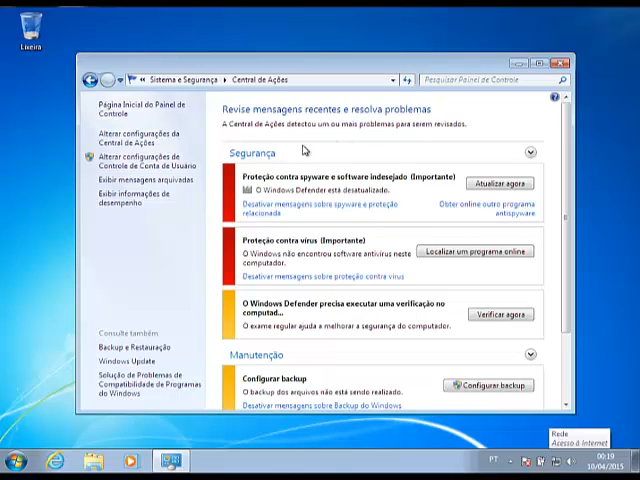 Lixeira
Sistema e Segurança
Central de Ações
Pesquisar Painel de Controle
Página Inicial do Painel de
Controle
Alterar configurações da
Central de Ações
Alterar configurações de
Controle de Conta de Usuário
Exibir mensagens arquivadas
Exibir informações de
desempenho
Consulte também
Backup e Restauração
Windows Update
Solução de Problemas de
Compatibilidade de Programas
do Windows
Revise mensagens recentes e resolva problemas
A Central de Ações detectou um ou mais problemas para serem revisados.
Segurança
Proteção contra spyware e software indesejado (Importante)
O Windows Defender está desatualizado.
Atualizar agora
Desativar mensagens sobre spyware e proteção
relacionada
Obter online outro programa
antispyware
Proteção contra vírus (Importante)
O Windows não encontrou software antivírus neste
computador.
Localizar um programa online
Desativar mensagens sobre proteção contra vírus
O Windows Defender precisa executar uma verificação no
computad...
O exame regular ajuda a melhorar a segurança do computador.
Verificar agora
Manutenção
Configurar backup
O backup dos arquivos não está sendo realizado.
Configurar backup
Desativar mensagens sobre Backup do Windows
Rede
Acesso à Internet
PT
00:19
10/04/2015